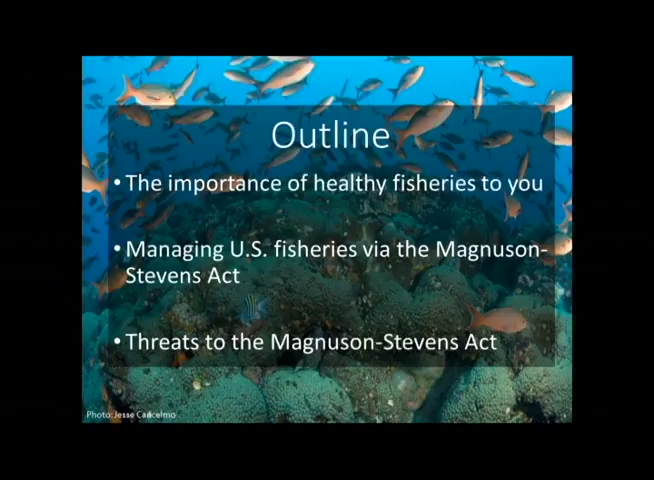 Outline
• The importance of healthy fisheries to you
• Managing U.S. fisheries via the Magnuson-
Stevens Act
• Threats to the Magnuson-Stevens Act
Photo: Jesse Cancelmo